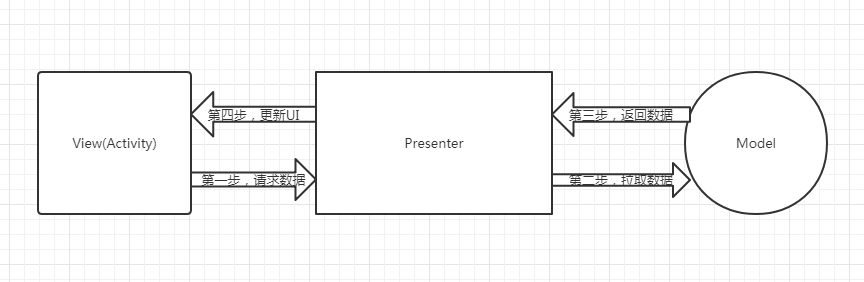 第四步，更新UI
第三步，返回数据
View(Activity)
Presenter
Model
第一步，请求数据
第二步，拉取数据